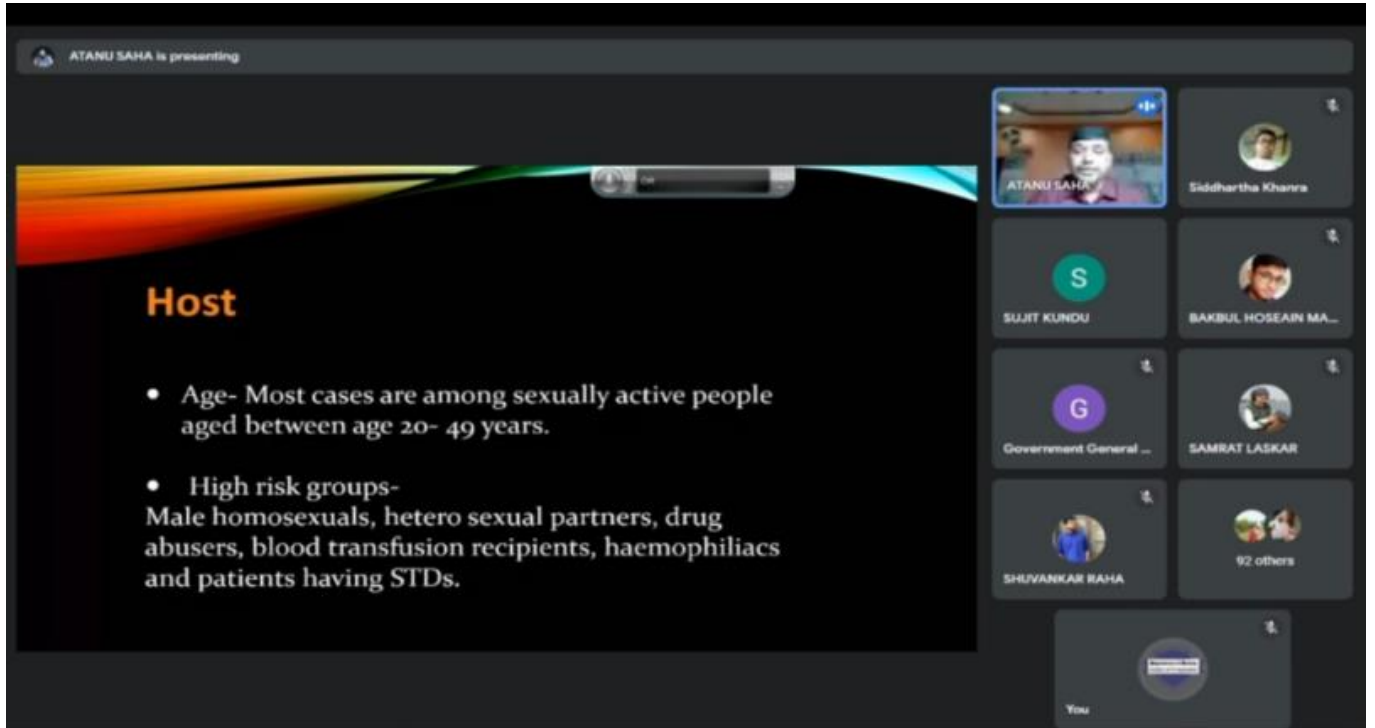 ATANU SAHA is presenting
Host
• Age- Most cases are among sexually active people
aged between age 20- 49 years.
• High risk groups-
Male homosexuals, hetero sexual partners, drug
abusers, blood transfusion recipients, haemophiliacs
and patients having STDs.
ATANU SAHA
Siddhartha Khanra
S
SUJIT KUNDU
BAKBUL HOSEAIN MA...
G
Government General ...
SAMRAT LASKAR
SHUVANKAR RAHA
92 others
You